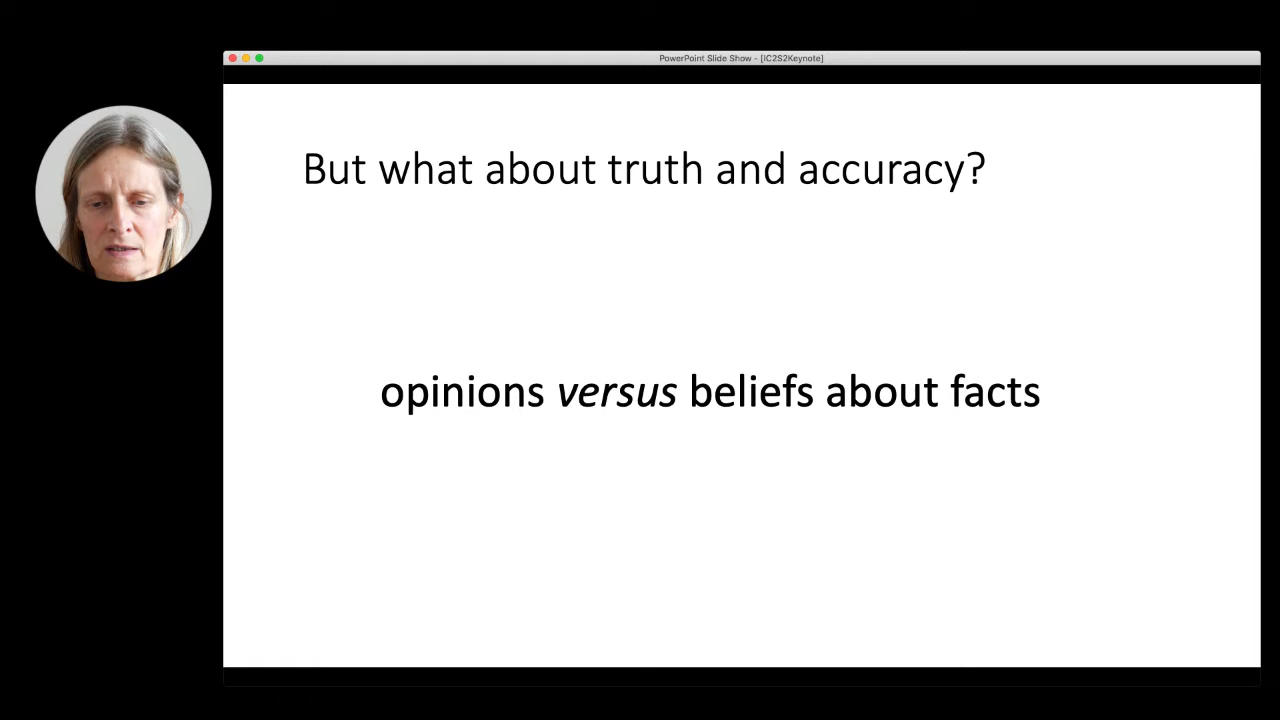 PowerPoint Slide Show - [IC2S2Keynote]
But what about truth and accuracy?
opinions versus beliefs about facts